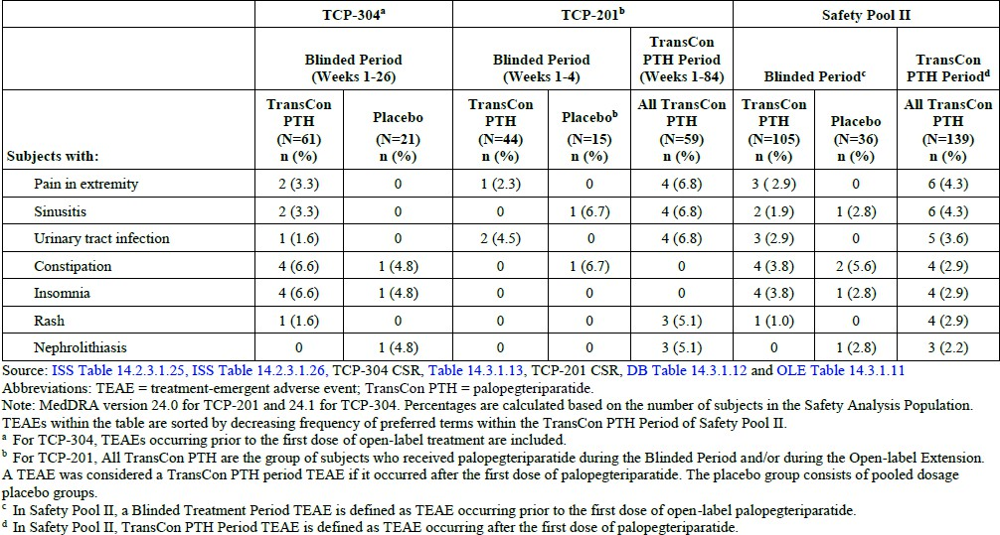 TCP-304a TCP-201b Safety Pool II
Blinded Period (Weeks 1-26) Blinded Period (Weeks 1-4) TransCon PTH Period (Weeks 1-84) Blinded Periodc TransCon PTH Periodd
Subjects with: TransCon PTH (N=61) n (%) Placebo (N=21) n (%) TransCon PTH (N=44) n (%) Placebob (N=15) n (%) All TransCon PTH (N=59) n (%) TransCon PTH (N=105) n (%) Placebo (N=36) n (%) All TransCon PTH (N=139) n (%)
Pain in extremity 2 (3.3) 0 1 (2.3) 0 4 (6.8) 3 ( 2.9) 0 6 (4.3)
Sinusitis 2 (3.3) 0 0 1 (6.7) 4 (6.8) 2 (1.9) 1 (2.8) 6 (4.3)
Urinary tract infection 1 (1.6) 0 2 (4.5) 0 4 (6.8) 3 (2.9) 0 5 (3.6)
Constipation 4 (6.6) 1 (4.8) 0 1 (6.7) 0 4 (3.8) 2 (5.6) 4 (2.9)
Insomnia 4 (6.6) 1 (4.8) 0 0 0 4 (3.8) 1 (2.8) 4 (2.9)
Rash 1 (1.6) 0 0 0 3 (5.1) 1 (1.0) 0 4 (2.9)
Nephrolithiasis 0 1 (4.8) 0 0 3 (5.1) 0 1 (2.8) 3 (2.2)
Source: ISS Table 14.2.3.1.25, ISS Table 14.2.3.1.26, TCP-304 CSR, Table 14.3.1.13, TCP-201 CSR, DB Table 14.3.1.12 and OLE Table 14.3.1.11
Abbreviations: TEAE = treatment-emergent adverse event; TransCon PTH = palopegteriparatide.
Note: MedDRA version 24.0 for TCP-201 and 24.1 for TCP-304. Percentages are calculated based on the number of subjects in the Safety Analysis Population.
TEAEs within the table are sorted by decreasing frequency of preferred terms within the TransCon PTH Period of Safety Pool II.
a For TCP-304, TEAEs occurring prior to the first dose of open-label treatment are included.
b For TCP-201, All TransCon PTH are the group of subjects who received palopegteriparatide during the Blinded Period and/or during the Open-label Extension.
A TEAE was considered a TransCon PTH period TEAE if it occurred after the first dose of palopegteriparatide. The placebo group consists of pooled dosage
placebo groups.
c In Safety Pool II, a Blinded Treatment Period TEAE is defined as TEAE occurring prior to the first dose of open-label palopegteriparatide.
d In Safety Pool II, TransCon PTH Period TEAE is defined as TEAE occurring after the first dose of palopegteriparatide.